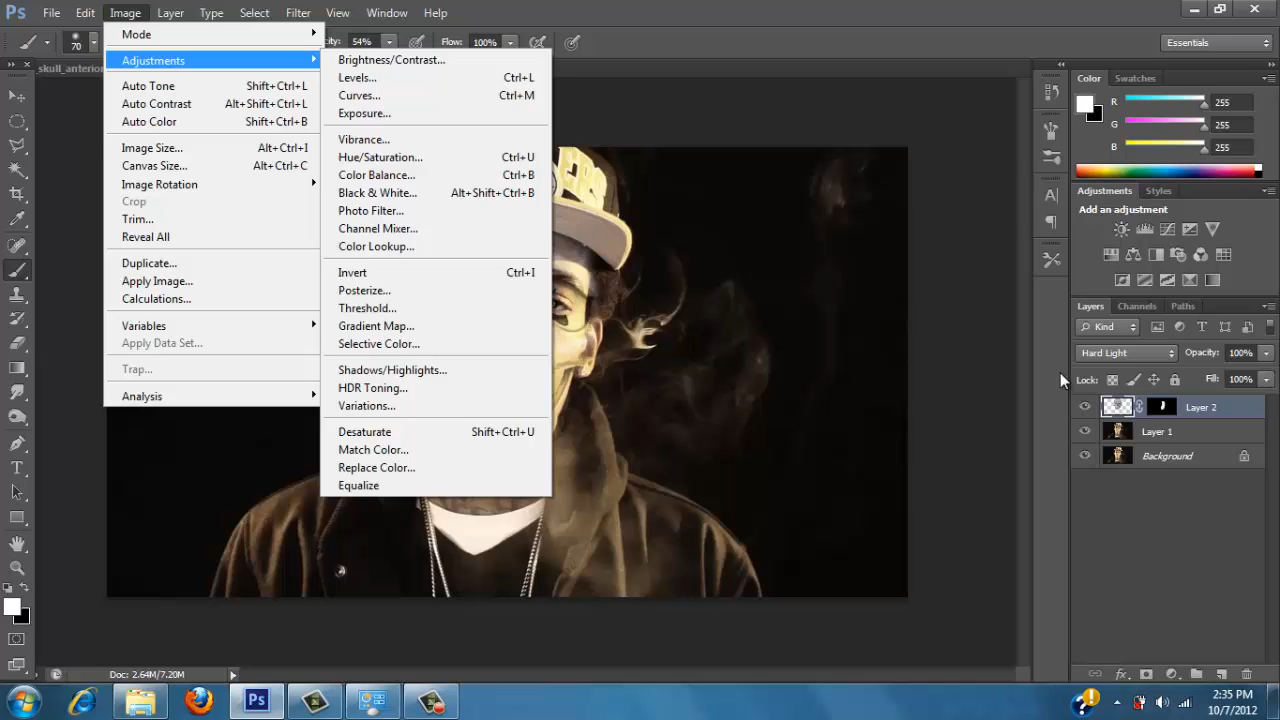 Ps File Edit Image Layer Type Select Filter View Window Help
70 54% Flow: 100% Essentials
_skull_anterior
Mode
Adjustments
Auto Tone Shift+Ctrl+L
Auto Contrast Alt+Shift+Ctrl+L
Auto Color Shift+Ctrl+B
Image Size... Alt+Ctrl+I
Canvas Size... Alt+Ctrl+C
Image Rotation
Crop
Trim...
Reveal All
Duplicate...
Apply Image...
Calculations...
Variables
Apply Data Set...
Trap...
Analysis
Brightness/Contrast...
Levels... Ctrl+L
Curves... Ctrl+M
Exposure...
Vibrance...
Hue/Saturation... Ctrl+U
Color Balance... Ctrl+B
Black & White... Alt+Shift+Ctrl+B
Photo Filter...
Channel Mixer...
Color Lookup...
Invert Ctrl+I
Posterize...
Threshold...
Gradient Map...
Selective Color...
Shadows/Highlights...
HDR Toning...
Variations...
Desaturate Shift+Ctrl+U
Match Color...
Replace Color...
Equalize
Color Swatches
R 255
G 255
B 255
Adjustments Styles
Add an adjustment
Layers Channels Paths
Kind
Hard Light Opacity: 100%
Lock: Fill: 100%
Layer 2
Layer 1
Background
Doc: 2.64M/7.20M
Ps
2:35 PM
10/7/2012